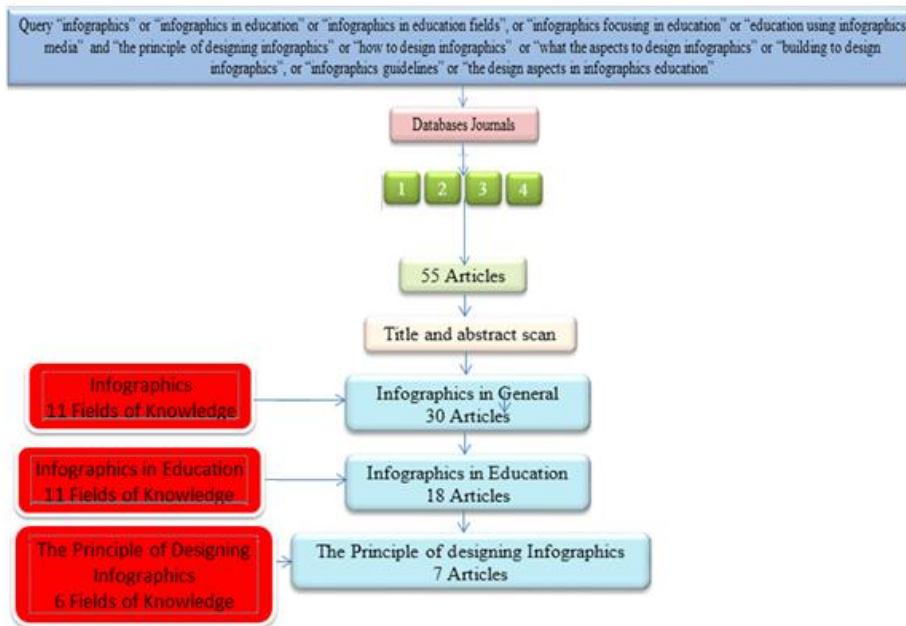 Query “infographics” or “infographics in education” or “infographics in education fields”, or “infographics focusing in education” or “education using infographics
media” and “the principle of designing infographics” or “how to design infographics” or “what the aspects to design infographics” or “building to design
infographics”, or “infographics guidelines” or “the design aspects in infographics education”
Databases Journals
1 2 3 4
55 Articles
Title and abstract scan
Infographics
11 Fields of Knowledge
Infographics in General
30 Articles
Infographics in Education
11 Fields of Knowledge
Infographics in Education
18 Articles
The Principle of Designing
Infographics
6 Fields of Knowledge
The Principle of designing Infographics
7 Articles